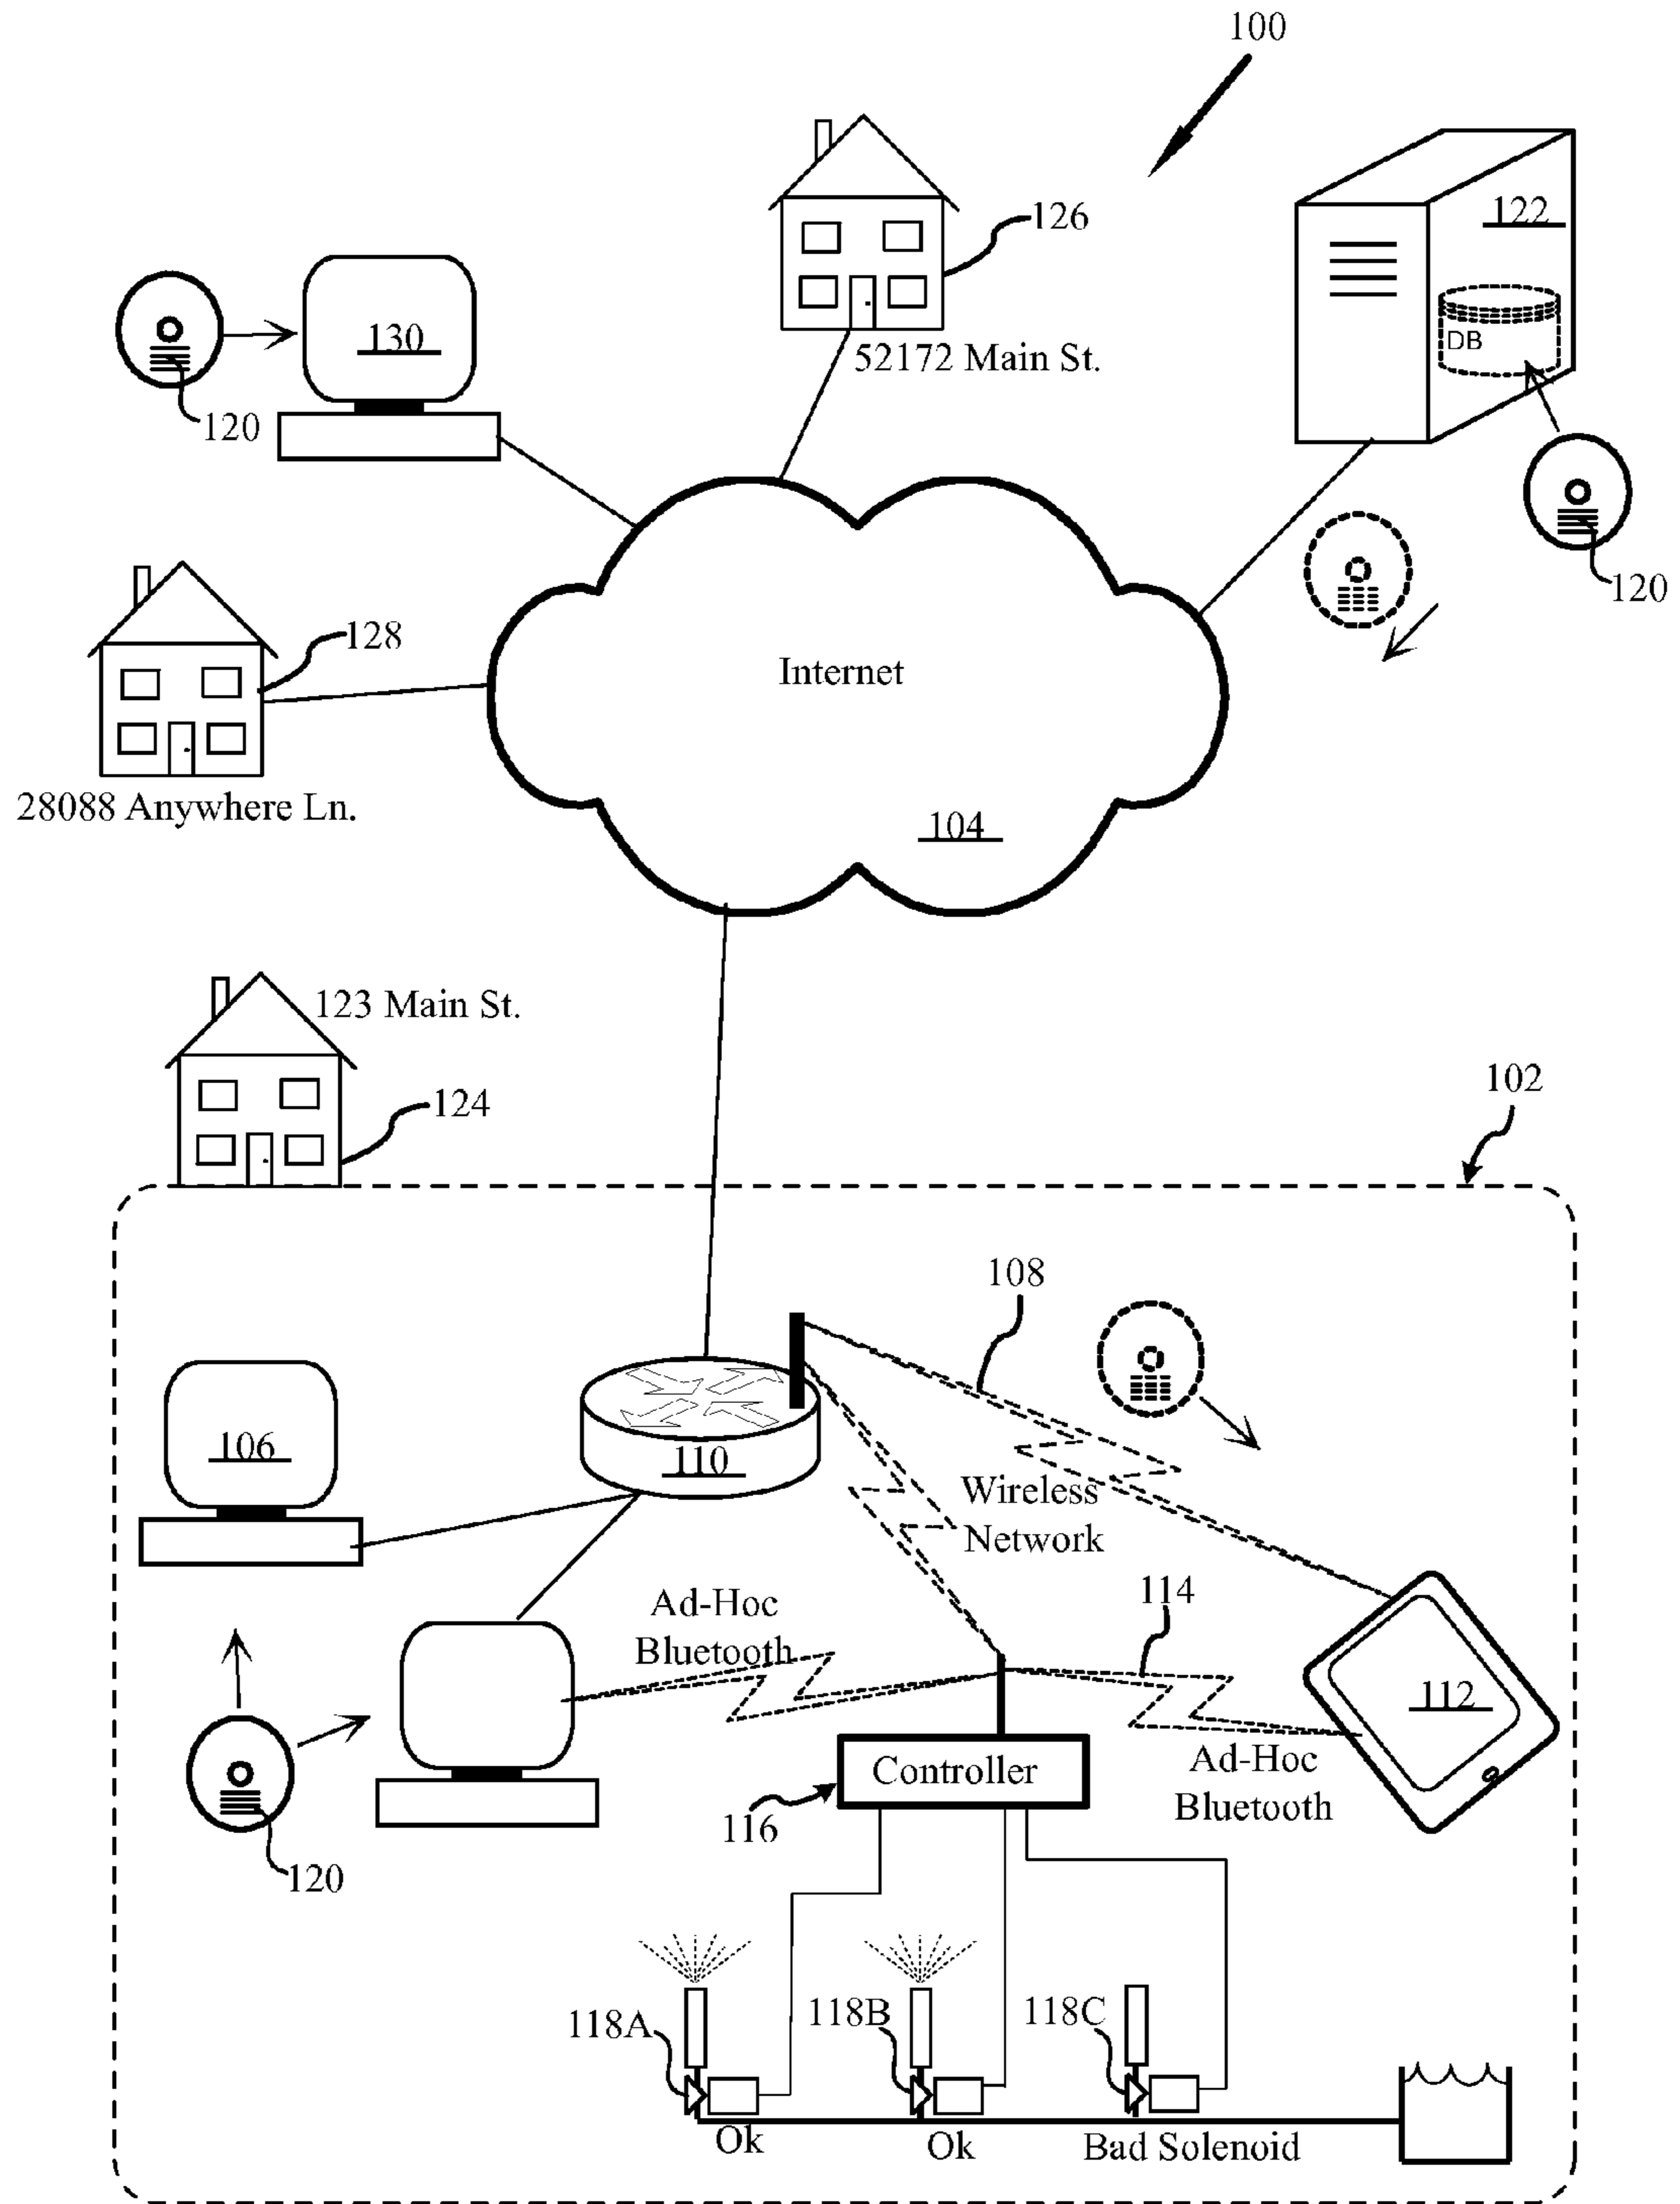 100
126
122
130
DB
52172 Main St.
120
120
128
Internet
28088 Anywhere Ln.
104
123 Main St.
102
124
108
106
110
Wireless
Network
114
Ad-Hoc
Bluetooth
112
Controller
Ad-Hoc
Bluetooth
116
120
118A
118B
118C
Ok
Ok
Bad Solenoid